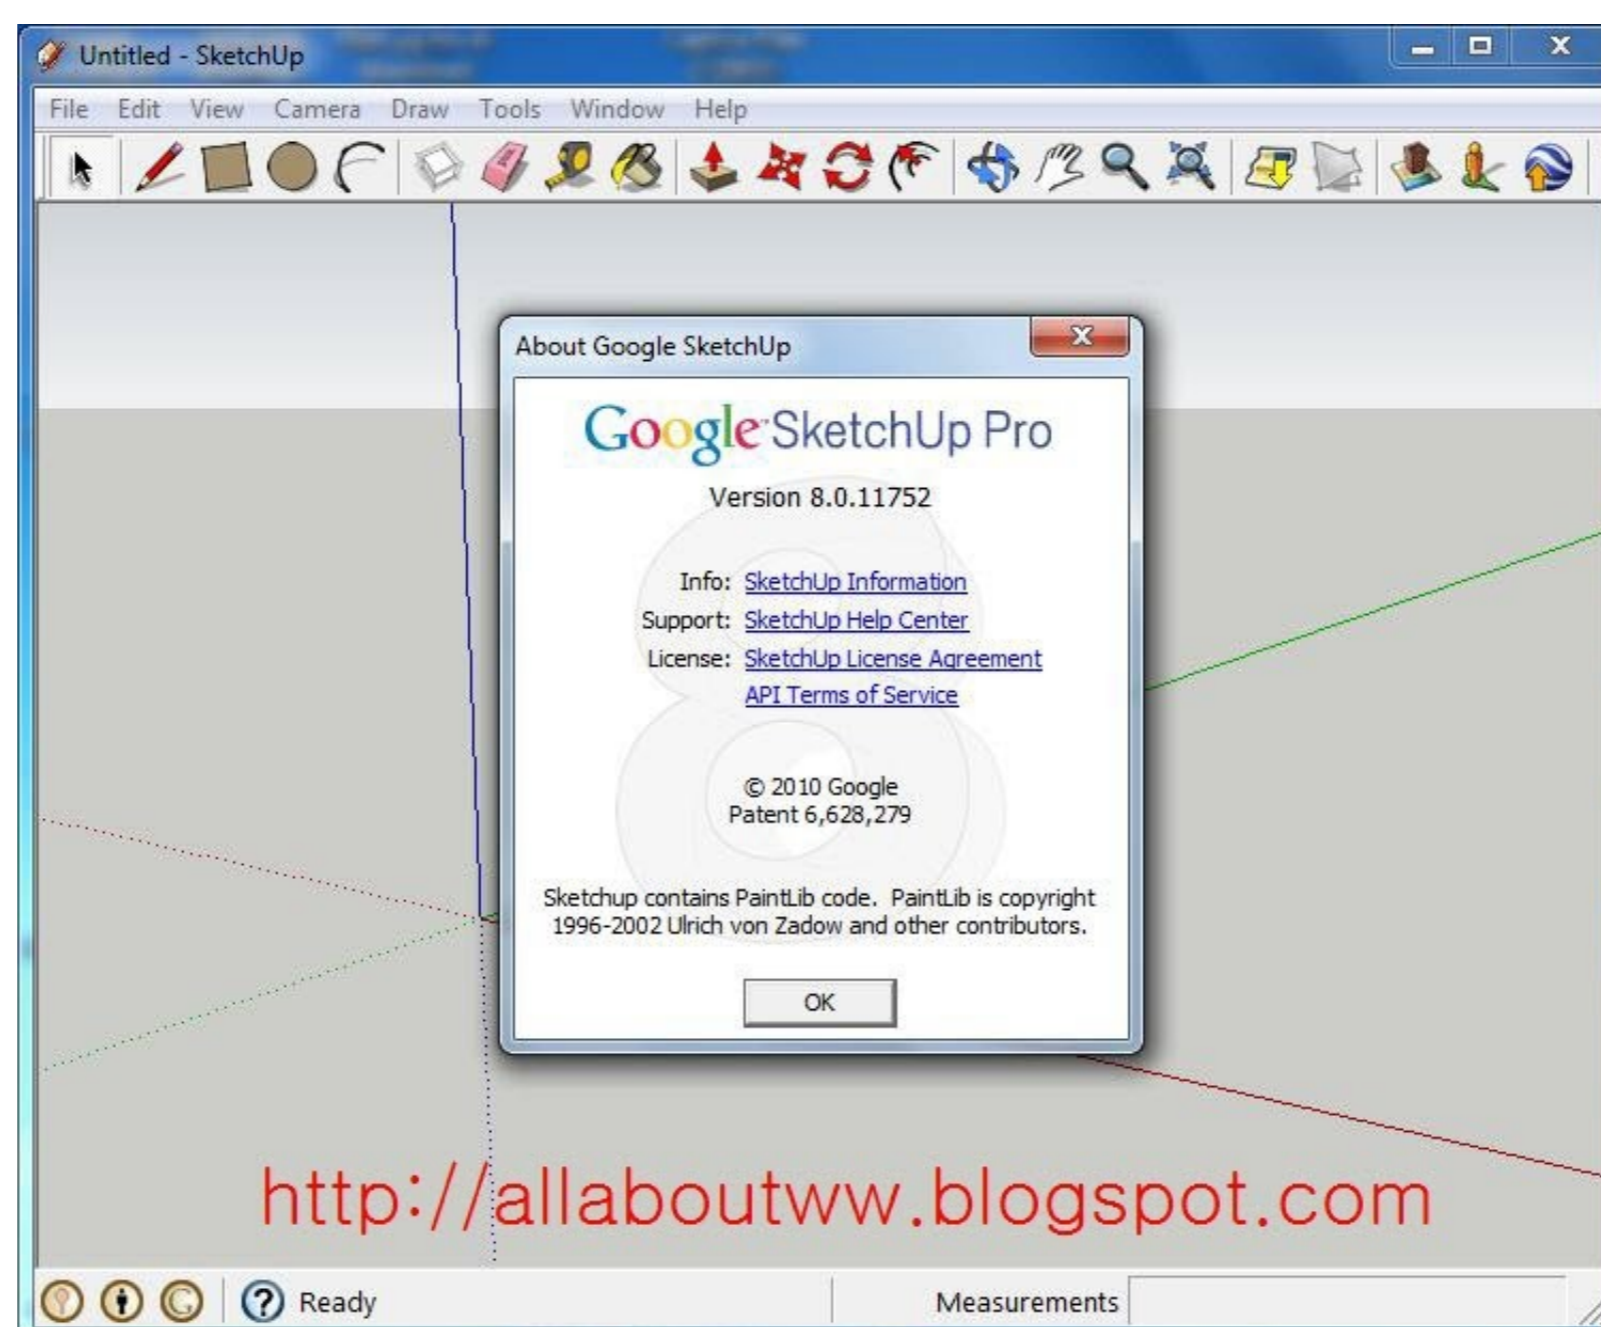 Untitled - SketchUp
File Edit View Camera Draw Tools Window Help
About Google SketchUp
Google™ SketchUp Pro
Version 8.0.11752
Info: SketchUp Information
Support: SketchUp Help Center
License: SketchUp License Agreement
API Terms of Service
© 2010 Google
Patent 6,628,279
Sketchup contains PaintLib code. PaintLib is copyright
1996-2002 Ulrich von Zadow and other contributors.
OK
http://allaboutww.blogspot.com
Ready Measurements